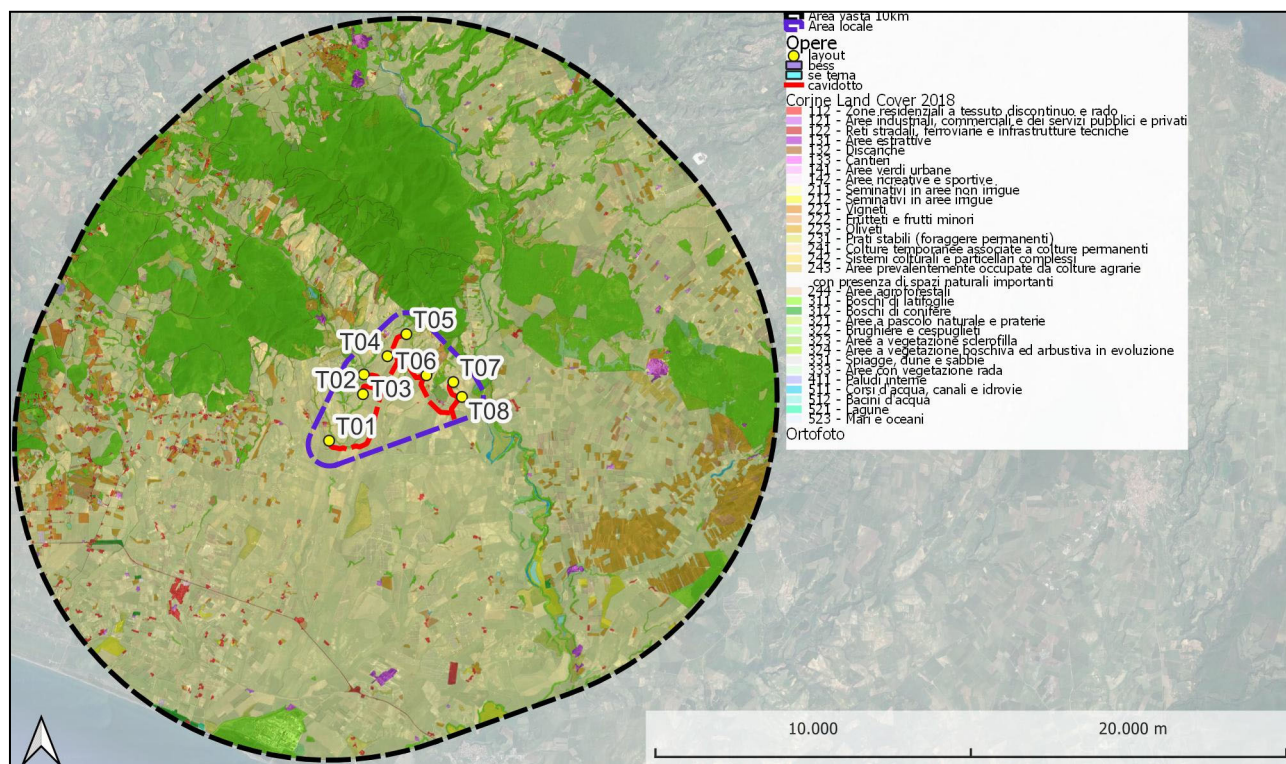 Area vasta 10km
Area locale
Opere
layout
bess
se terna
cavidotto
Corine Land Cover 2018
112 - Zone residenziali a tessuto discontinuo e rado
121 - Aree industriali, commerciali e dei servizi pubblici e privati
122 - Reti stradali, ferroviarie e infrastrutture tecniche
131 - Aree estrattive
132 - Discariche
133 - Cantieri
141 - Aree verdi urbane
142 - Aree ricreative e sportive
211 - Seminativi in aree non irrigue
212 - Seminativi in aree irrigue
221 - Vigneti
222 - Frutteti e frutti minori
223 - Oliveti
231 - Prati stabili (foraggere permanenti)
241 - Colture temporanee associate a colture permanenti
242 - Sistemi colturali e particellari complessi
243 - Aree prevalentemente occupate da colture agrarie
con presenza di spazi naturali importanti
244 - Aree agroforestali
311 - Boschi di latifoglie
312 - Boschi di conifere
321 - Aree a pascolo naturale e praterie
322 - Brughiere e cespuglieti
323 - Aree a vegetazione sclerofilla
324 - Aree a vegetazione boschiva ed arbustiva in evoluzione
331 - Spiagge, dune e sabbie
333 - Aree con vegetazione rada
411 - Paludi interne
511 - Corsi d'acqua, canali e idrovie
512 - Bacini d'acqua
521 - Lagune
523 - Mari e oceani
Ortofoto
T05
T04
T06
T02
T07
T03
T08
T01
10.000
20.000 m